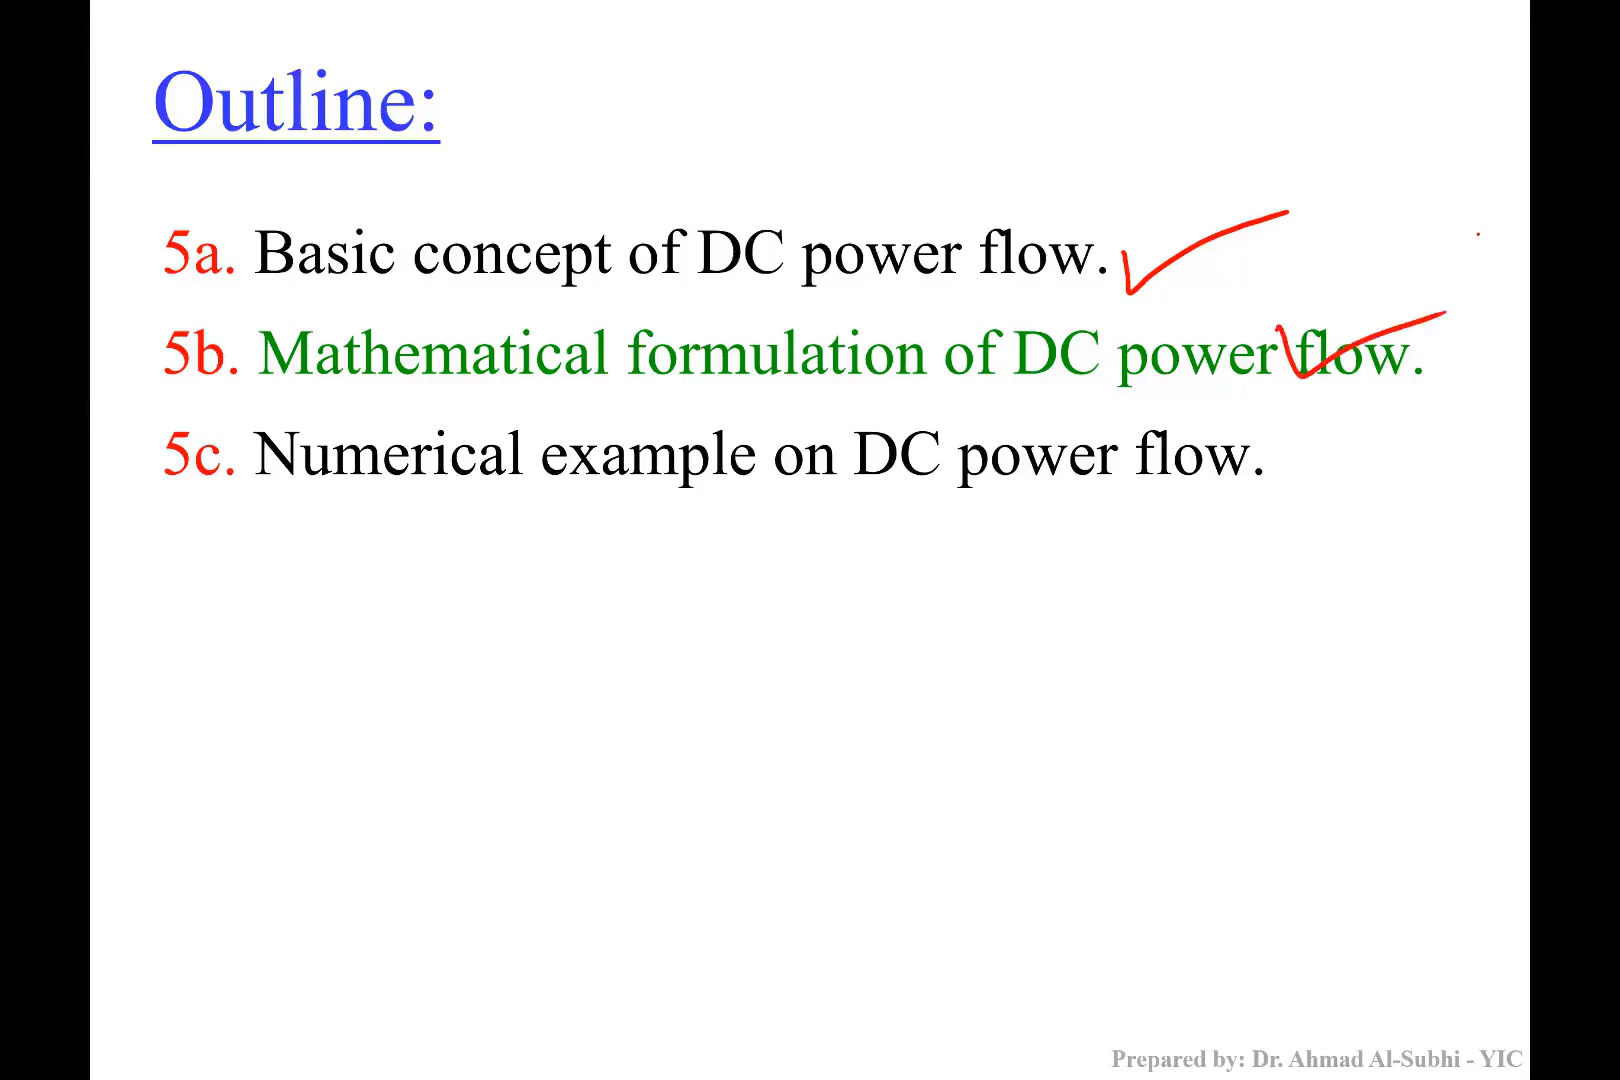 Outline:
5a. Basic concept of DC power flow.
5b. Mathematical formulation of DC power flow.
5c. Numerical example on DC power flow.
Prepared by: Dr. Ahmad Al-Subhi - YIC